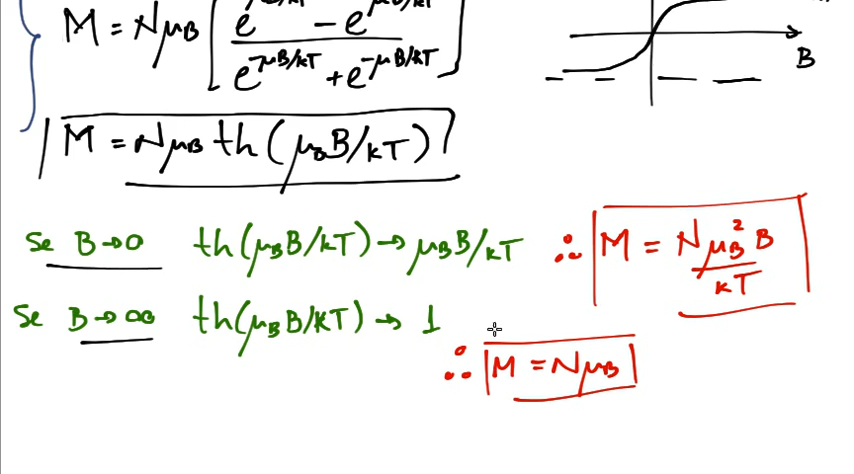 M = Nμ_B [ (e^{μB/kT} − e^{μB/kT}) / (e^{μB/kT} + e^{-μB/kT}) ]
B
M = Nμ_B th (μ_B B/kT)
Se B→0 th(μ_B B/kT) → μ_B B/kT ∴ M = Nμ_B² B / kT
Se B→∞ th(μ_B B/kT) → 1
∴ M = Nμ_B